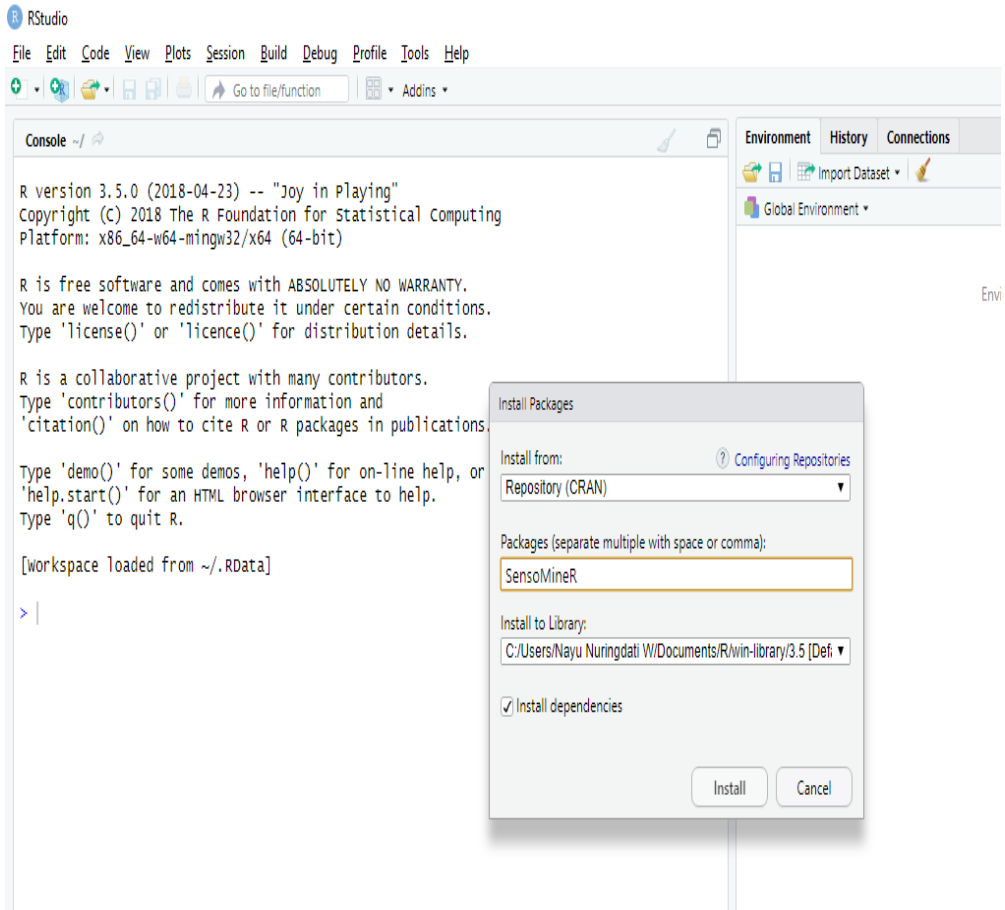 RStudio
File Edit Code View Plots Session Build Debug Profile Tools Help
Go to file/function
Addins
Console ~/
R version 3.5.0 (2018-04-23) -- "Joy in Playing"
Copyright (C) 2018 The R Foundation for Statistical Computing
Platform: x86_64-w64-mingw32/x64 (64-bit)
R is free software and comes with ABSOLUTELY NO WARRANTY.
You are welcome to redistribute it under certain conditions.
Type 'license()' or 'licence()' for distribution details.
R is a collaborative project with many contributors.
Type 'contributors()' for more information and
'citation()' on how to cite R or R packages in publications.
Type 'demo()' for some demos, 'help()' for on-line help, or
'help.start()' for an HTML browser interface to help.
Type 'q()' to quit R.
[Workspace loaded from ~/.RData]
>
Environment History Connections
Import Dataset
Global Environment
Envi
Install Packages
Install from:
? Configuring Repositories
Repository (CRAN)
Packages (separate multiple with space or comma):
SensoMineR
Install to Library:
C:/Users/Nayu Nuringdati W/Documents/R/win-library/3.5 [Defa
Install dependencies
Install
Cancel